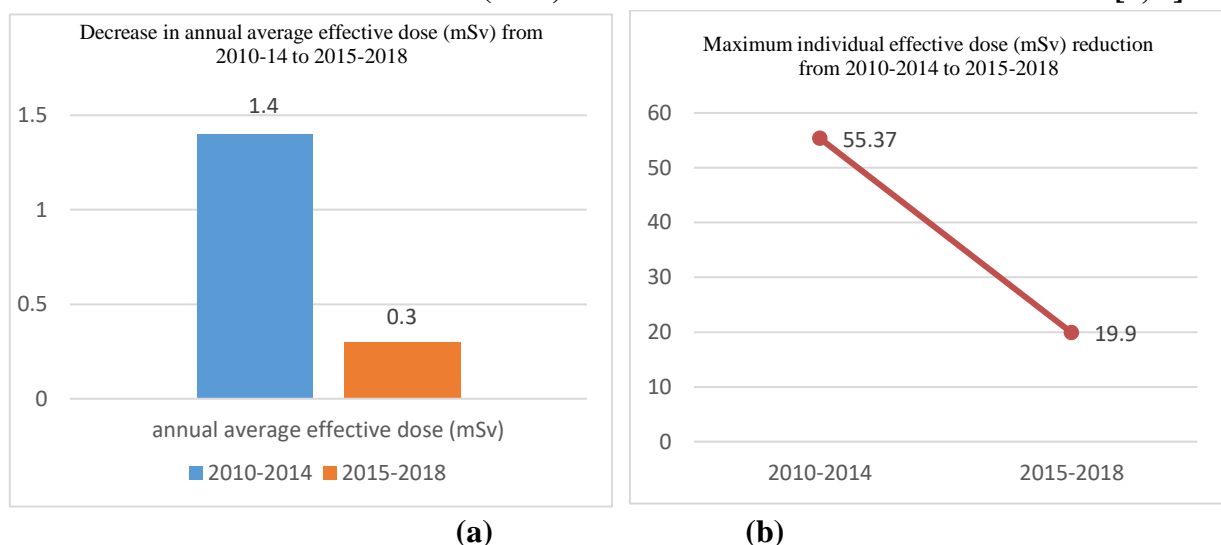 Decrease in annual average effective dose (mSv) from
2010-14 to 2015-2018
1.5
1
0.5
0
1.4
0.3
annual average effective dose (mSv)
2010-2014
2015-2018
Maximum individual effective dose (mSv) reduction
from 2010-2014 to 2015-2018
60
50
40
30
20
10
0
55.37
19.9
2010-2014
2015-2018
(a)
(b)